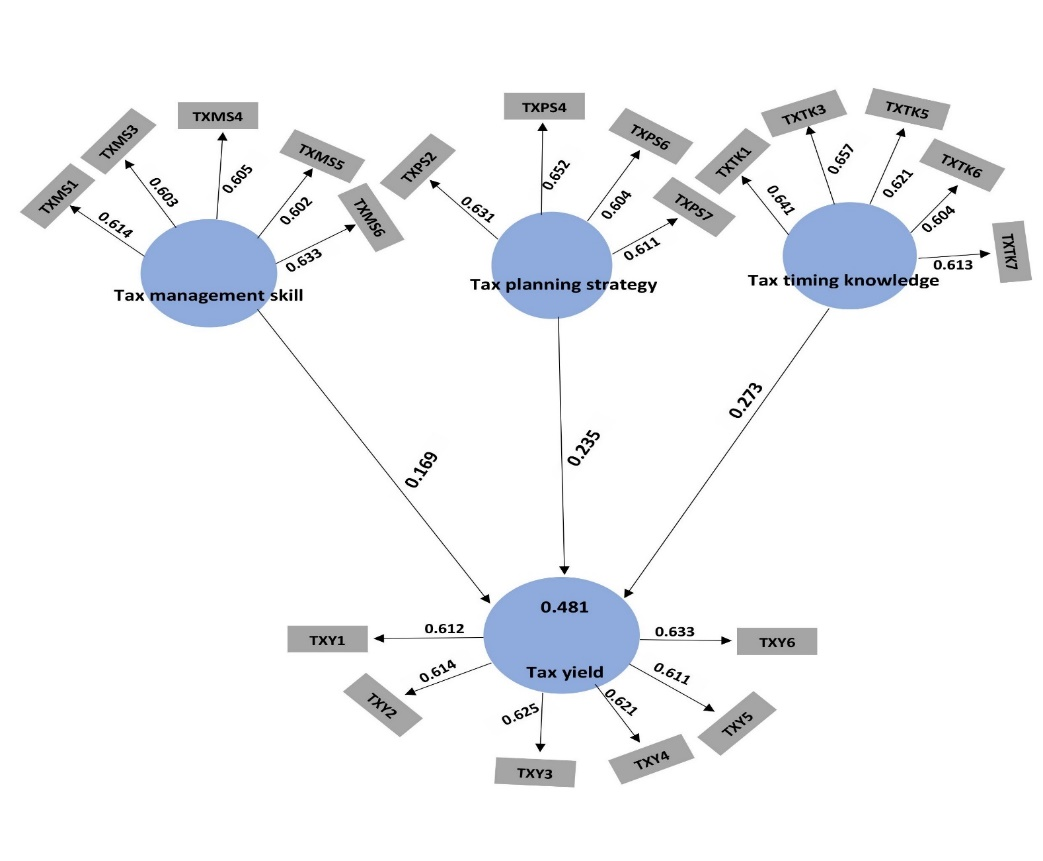 TXMS1
TXMS3
TXMS4
TXMS5
TXMS6
0.614
0.603
0.605
0.602
0.633
Tax management skill
TXPS2
TXPS4
TXPS6
TXPS7
0.631
0.652
0.604
0.611
Tax planning strategy
TXTK1
TXTK3
TXTK5
TXTK6
TXTK7
0.641
0.657
0.621
0.604
0.613
Tax timing knowledge
0.169
0.235
0.273
0.481
Tax yield
0.612
0.614
0.625
0.621
0.611
0.633
TXY1
TXY2
TXY3
TXY4
TXY5
TXY6